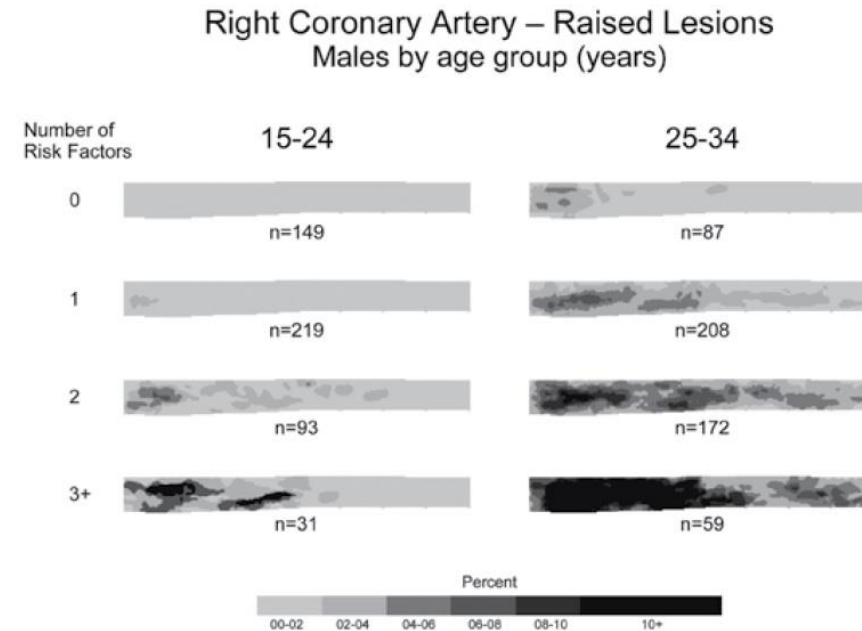 Right Coronary Artery – Raised Lesions
Males by age group (years)
Number of
Risk Factors
15-24
25-34
0
n=149
n=87
1
n=219
n=208
2
n=93
n=172
3+
n=31
n=59
Percent
00-02 02-04 04-06 06-08 08-10 10+